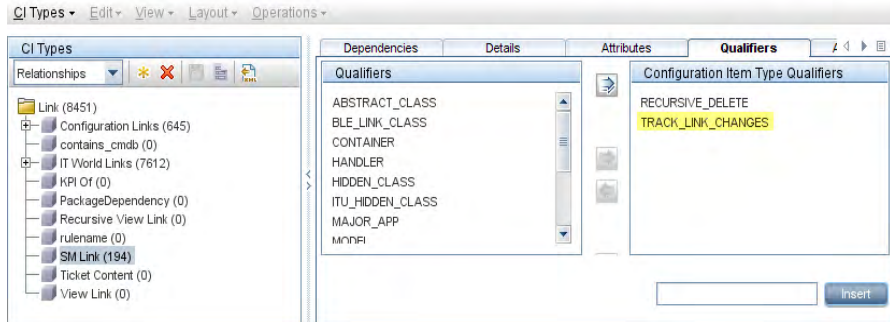 CI Types Edit View Layout Operations
CI Types
Relationships
Link (8451)
Configuration Links (645)
contains_cmdb (0)
IT World Links (7612)
KPI Of (0)
PackageDependency (0)
Recursive View Link (0)
rulename (0)
SM Link (194)
Ticket Content (0)
View Link (0)
Dependencies Details Attributes Qualifiers
Qualifiers
ABSTRACT_CLASS
BLE_LINK_CLASS
CONTAINER
HANDLER
HIDDEN_CLASS
ITU_HIDDEN_CLASS
MAJOR_APP
MODEL
Configuration Item Type Qualifiers
RECURSIVE_DELETE
TRACK_LINK_CHANGES
Insert